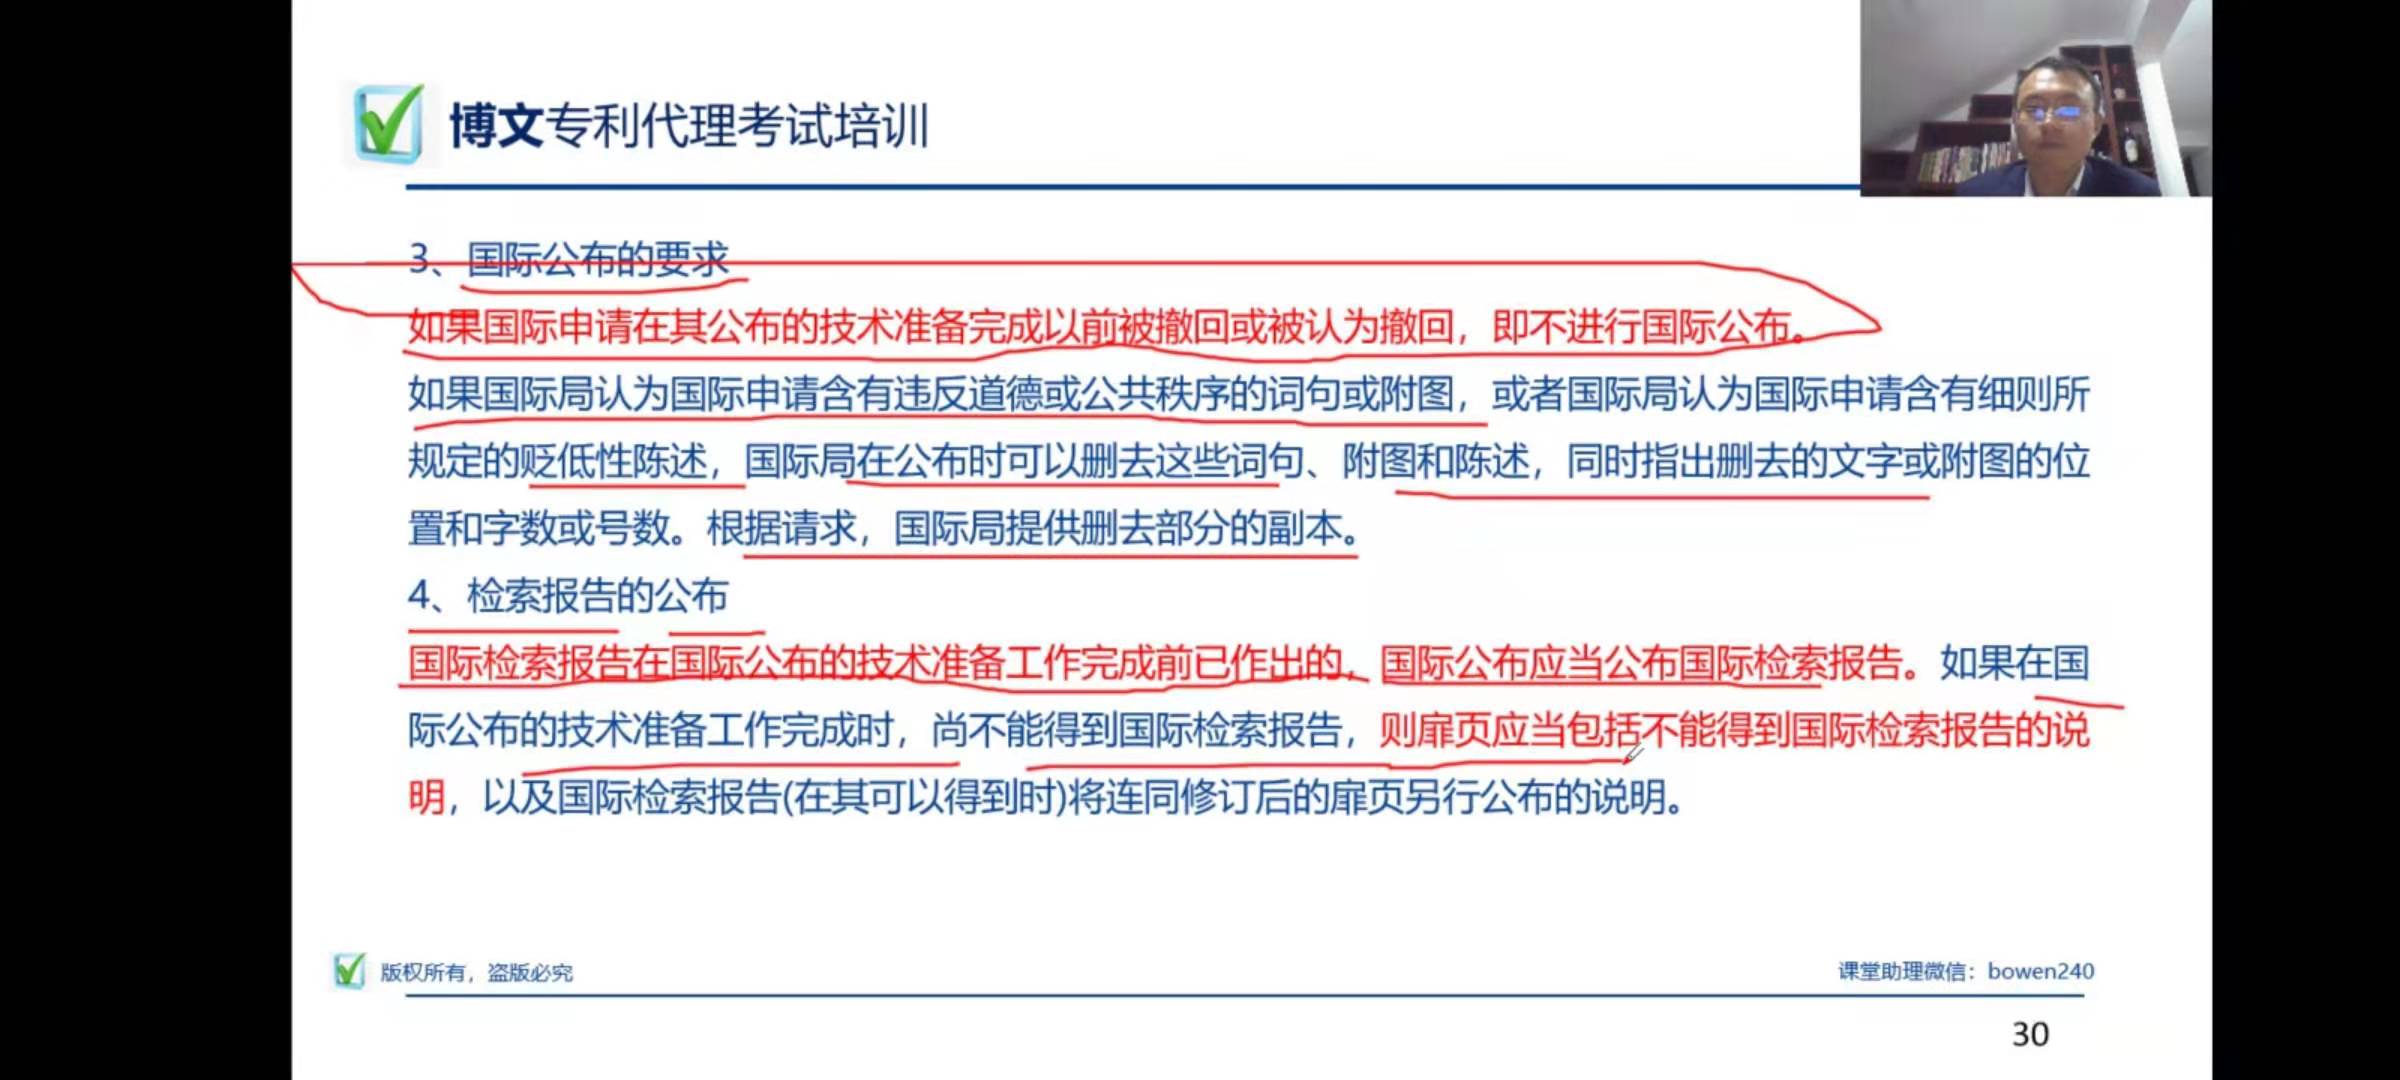 博文专利代理考试培训
3、国际公布的要求
如果国际申请在其公布的技术准备完成以前被撤回或被认为撤回，即不进行国际公布。
如果国际局认为国际申请含有违反道德或公共秩序的词句或附图，或者国际局认为国际申请含有细则所
规定的贬低性陈述，国际局在公布时可以删去这些词句、附图和陈述，同时指出删去的文字或附图的位
置和字数或号数。根据请求，国际局提供删去部分的副本。
4、检索报告的公布
国际检索报告在国际公布的技术准备工作完成前已作出的，国际公布应当公布国际检索报告。如果在国
际公布的技术准备工作完成时，尚不能得到国际检索报告，则扉页应当包括不能得到国际检索报告的说
明，以及国际检索报告(在其可以得到时)将连同修订后的扉页另行公布的说明。
版权所有，盗版必究
课堂助理微信：bowen240
30